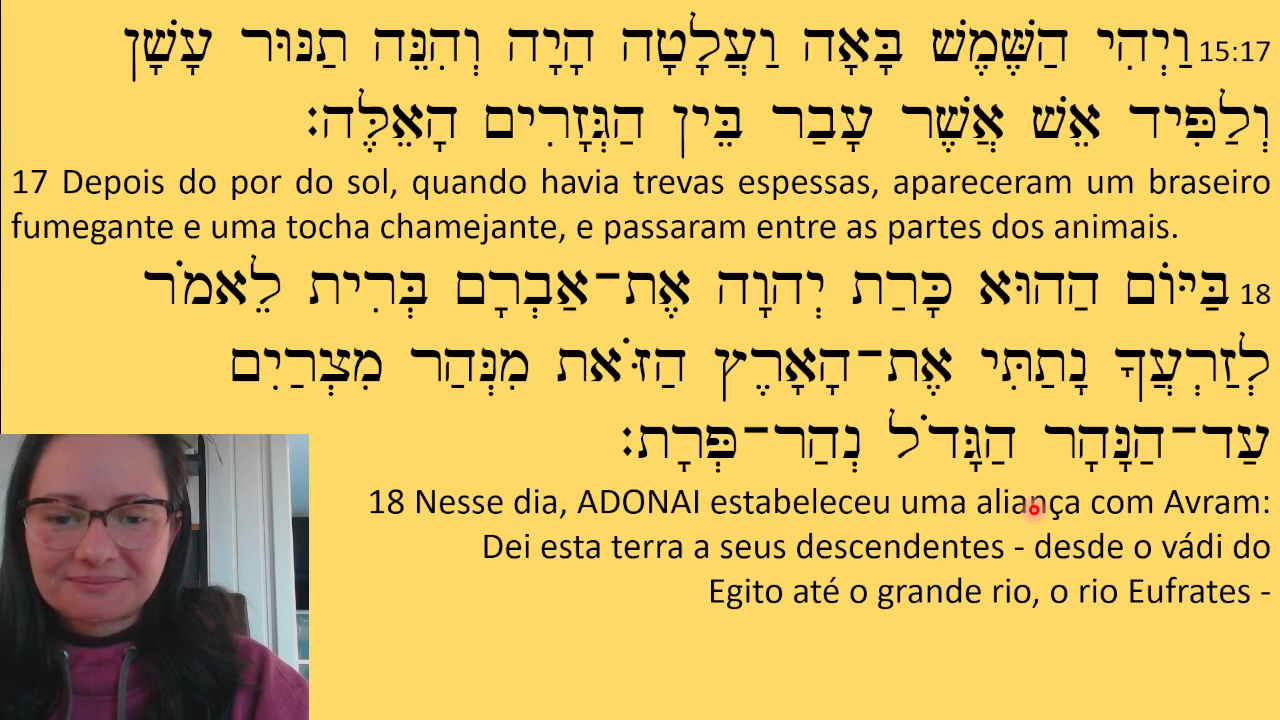 15:17 וַיְהִי הַשֶּׁמֶשׁ בָּאָה וַעֲלָטָה הָיָה וְהִנֵּה תַנּוּר עָשָׁן
וְלַפִּיד אֵשׁ אֲשֶׁר עָבַר בֵּין הַגְּזָרִים הָאֵלֶּה׃
17 Depois do por do sol, quando havia trevas espessas, apareceram um braseiro
fumegante e uma tocha chamejante, e passaram entre as partes dos animais.
18 בַּיּוֹם הַהוּא כָּרַת יְהוָה אֶת־אַבְרָם בְּרִית לֵאמֹר
לְזַרְעֲךָ נָתַתִּי אֶת־הָאָרֶץ הַזֹּאת מִנְּהַר מִצְרַיִם
עַד־הַנָּהָר הַגָּדֹל נְהַר־פְּרָת׃
18 Nesse dia, ADONAI estabeleceu uma aliança com Avram:
Dei esta terra a seus descendentes - desde o vádi do
Egito até o grande rio, o rio Eufrates -